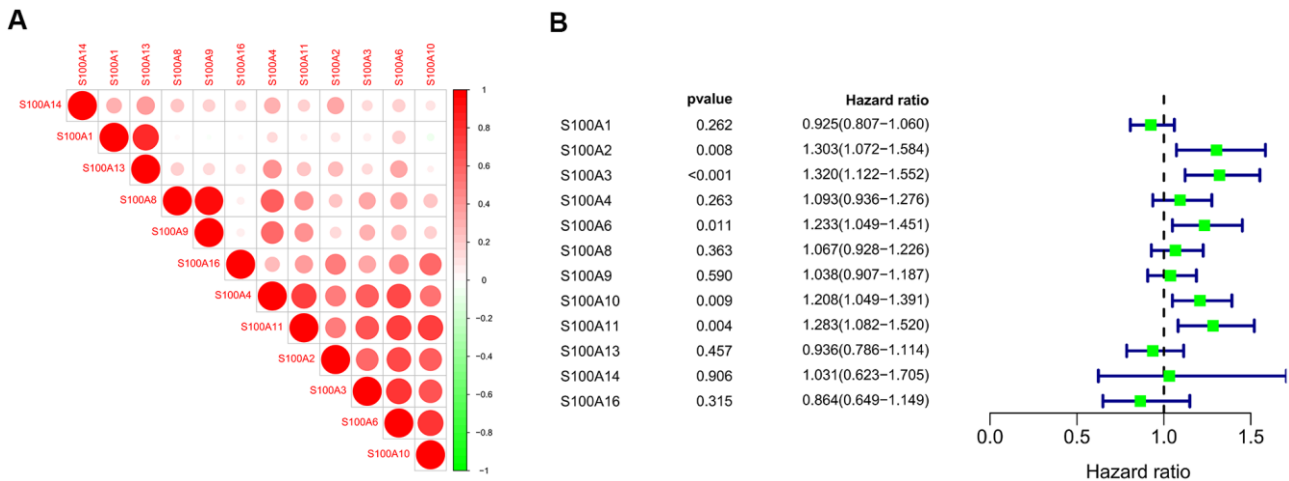 A
S100A14 S100A1 S100A13 S100A8 S100A9 S100A16 S100A4 S100A11 S100A2 S100A3 S100A6 S100A10
S100A14
S100A1
S100A13
S100A8
S100A9
S100A16
S100A4
S100A11
S100A2
S100A3
S100A6
S100A10
1
0.8
0.6
0.4
0.2
0
−0.2
−0.4
−0.6
−0.8
−1
B
pvalue Hazard ratio
S100A1 0.262 0.925(0.807−1.060)
S100A2 0.008 1.303(1.072−1.584)
S100A3 <0.001 1.320(1.122−1.552)
S100A4 0.263 1.093(0.936−1.276)
S100A6 0.011 1.233(1.049−1.451)
S100A8 0.363 1.067(0.928−1.226)
S100A9 0.590 1.038(0.907−1.187)
S100A10 0.009 1.208(1.049−1.391)
S100A11 0.004 1.283(1.082−1.520)
S100A13 0.457 0.936(0.786−1.114)
S100A14 0.906 1.031(0.623−1.705)
S100A16 0.315 0.864(0.649−1.149)
0.0 0.5 1.0 1.5
Hazard ratio